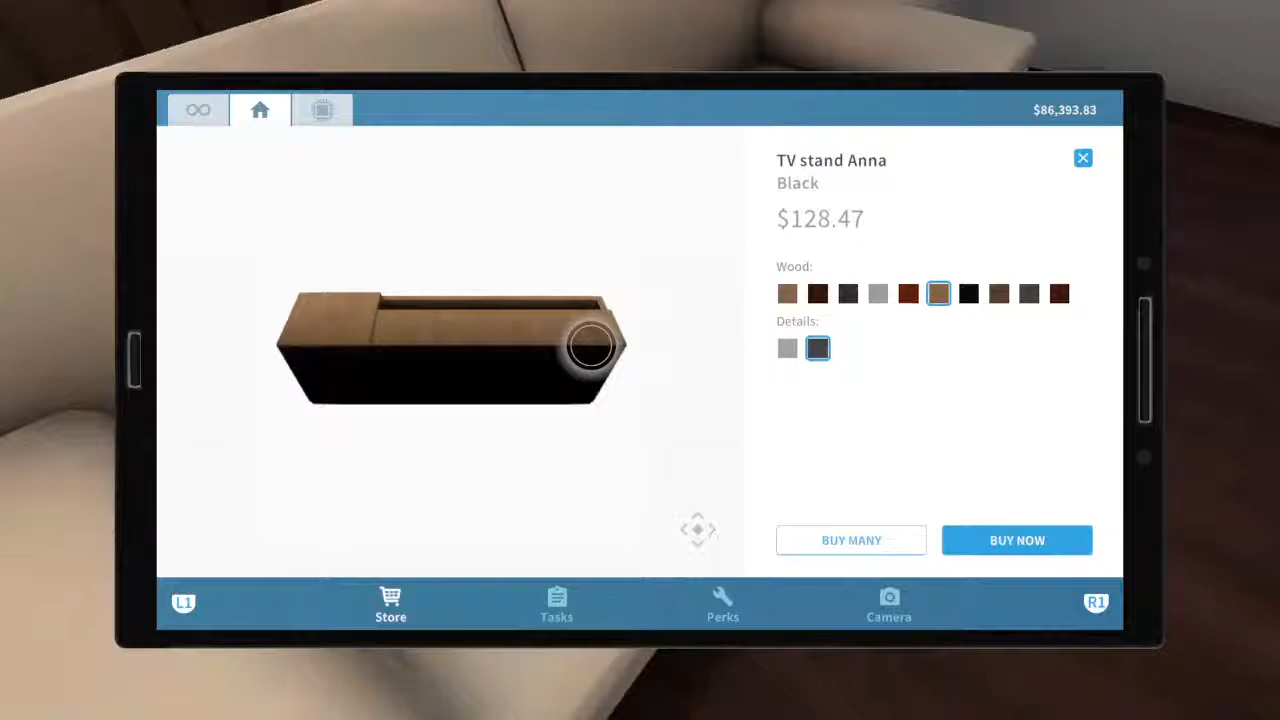 $86,393.83
TV stand Anna
Black
$128.47
Wood:
Details:
BUY MANY
BUY NOW
L1
Store
Tasks
Perks
Camera
R1